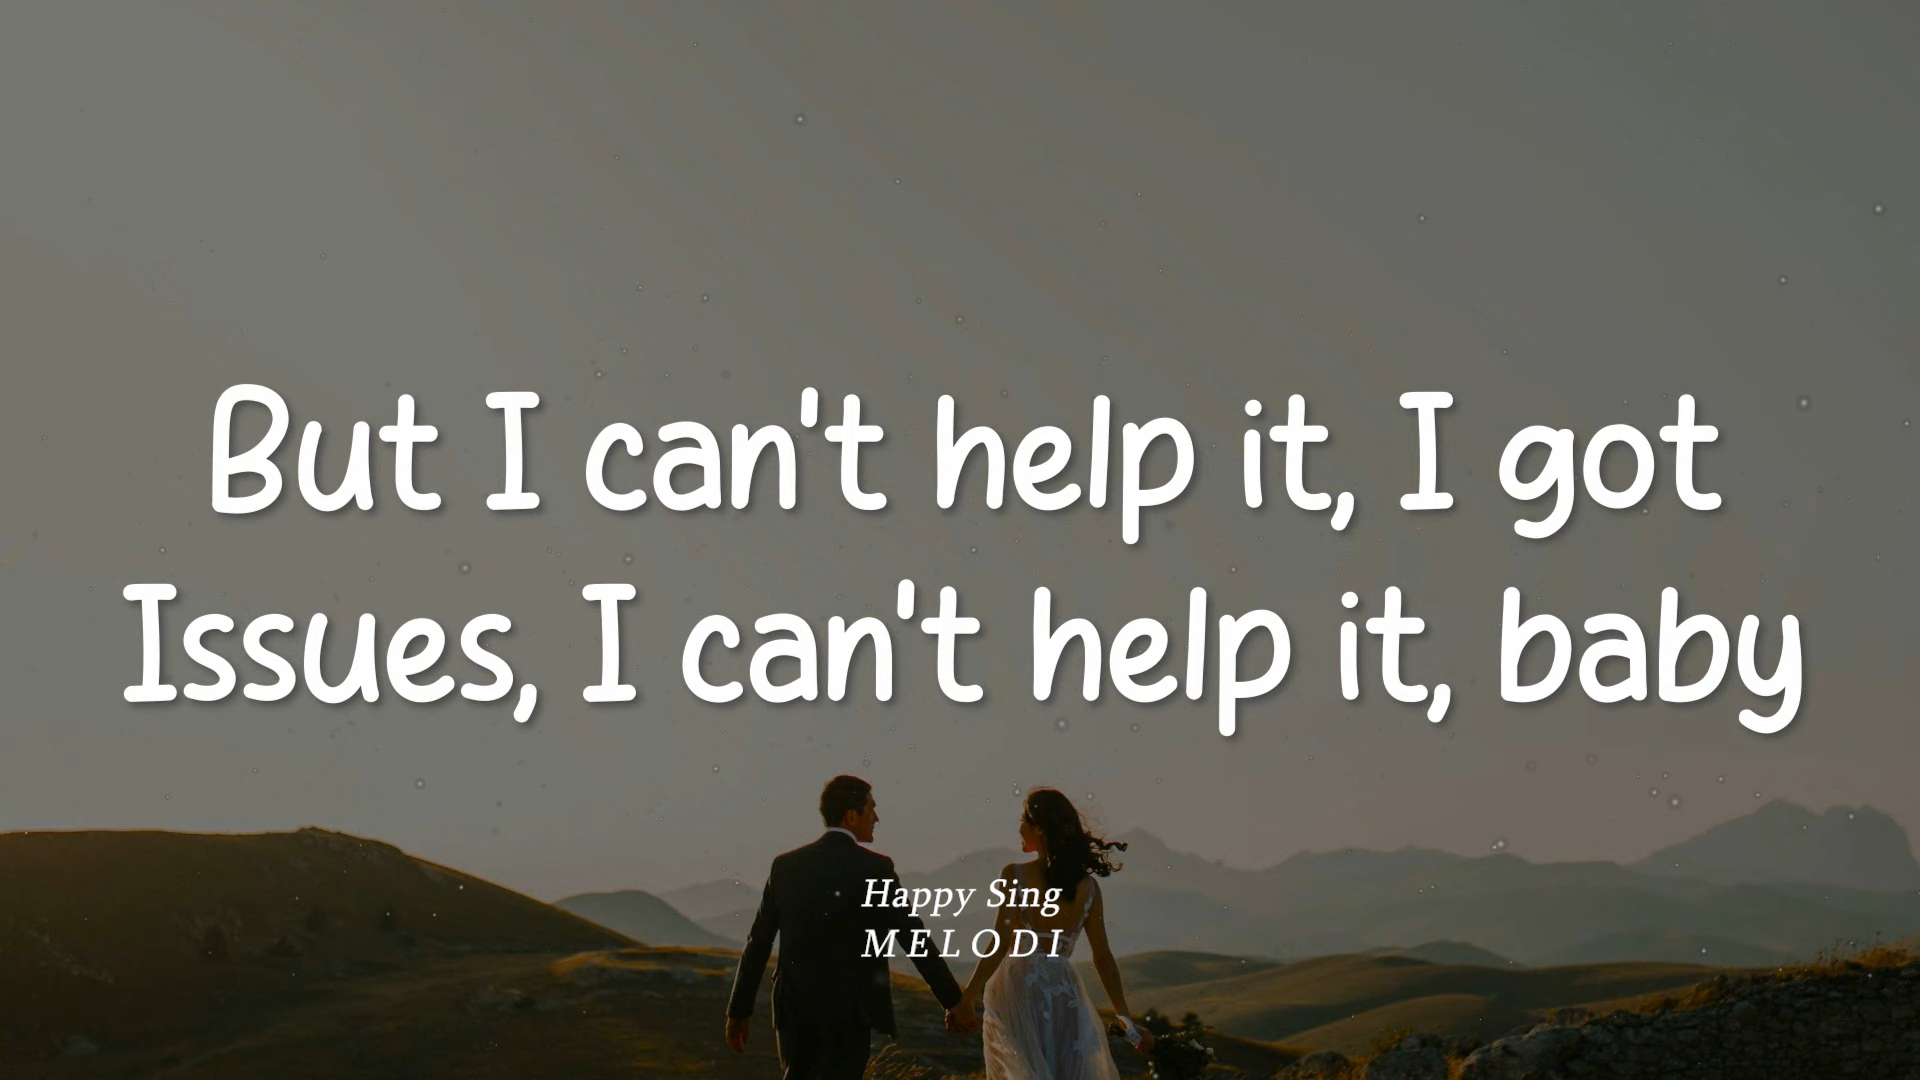 But I can't help it, I got
Issues, I can't help it, baby
Happy Sing
MELODI